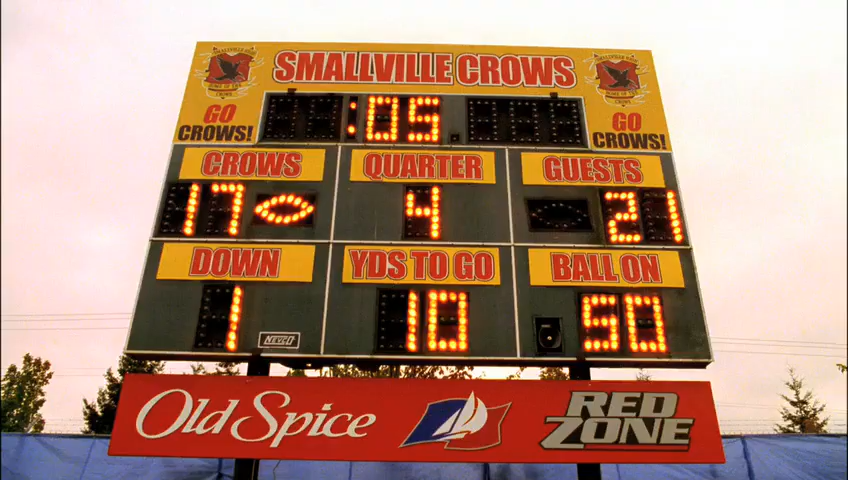 SMALLVILLE CROWS
GO CROWS!
:05
GO CROWS!
CROWS QUARTER GUESTS
17 4 21
DOWN YDS TO GO BALL ON
1 10 50
NEVCO
Old Spice RED ZONE